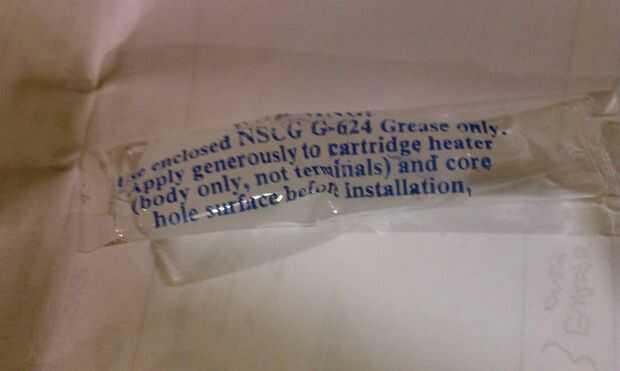 Use enclosed NSCG G-624 Grease only.
Apply generously to cartridge heater
(body only, not terminals) and core
hole surface before installation,